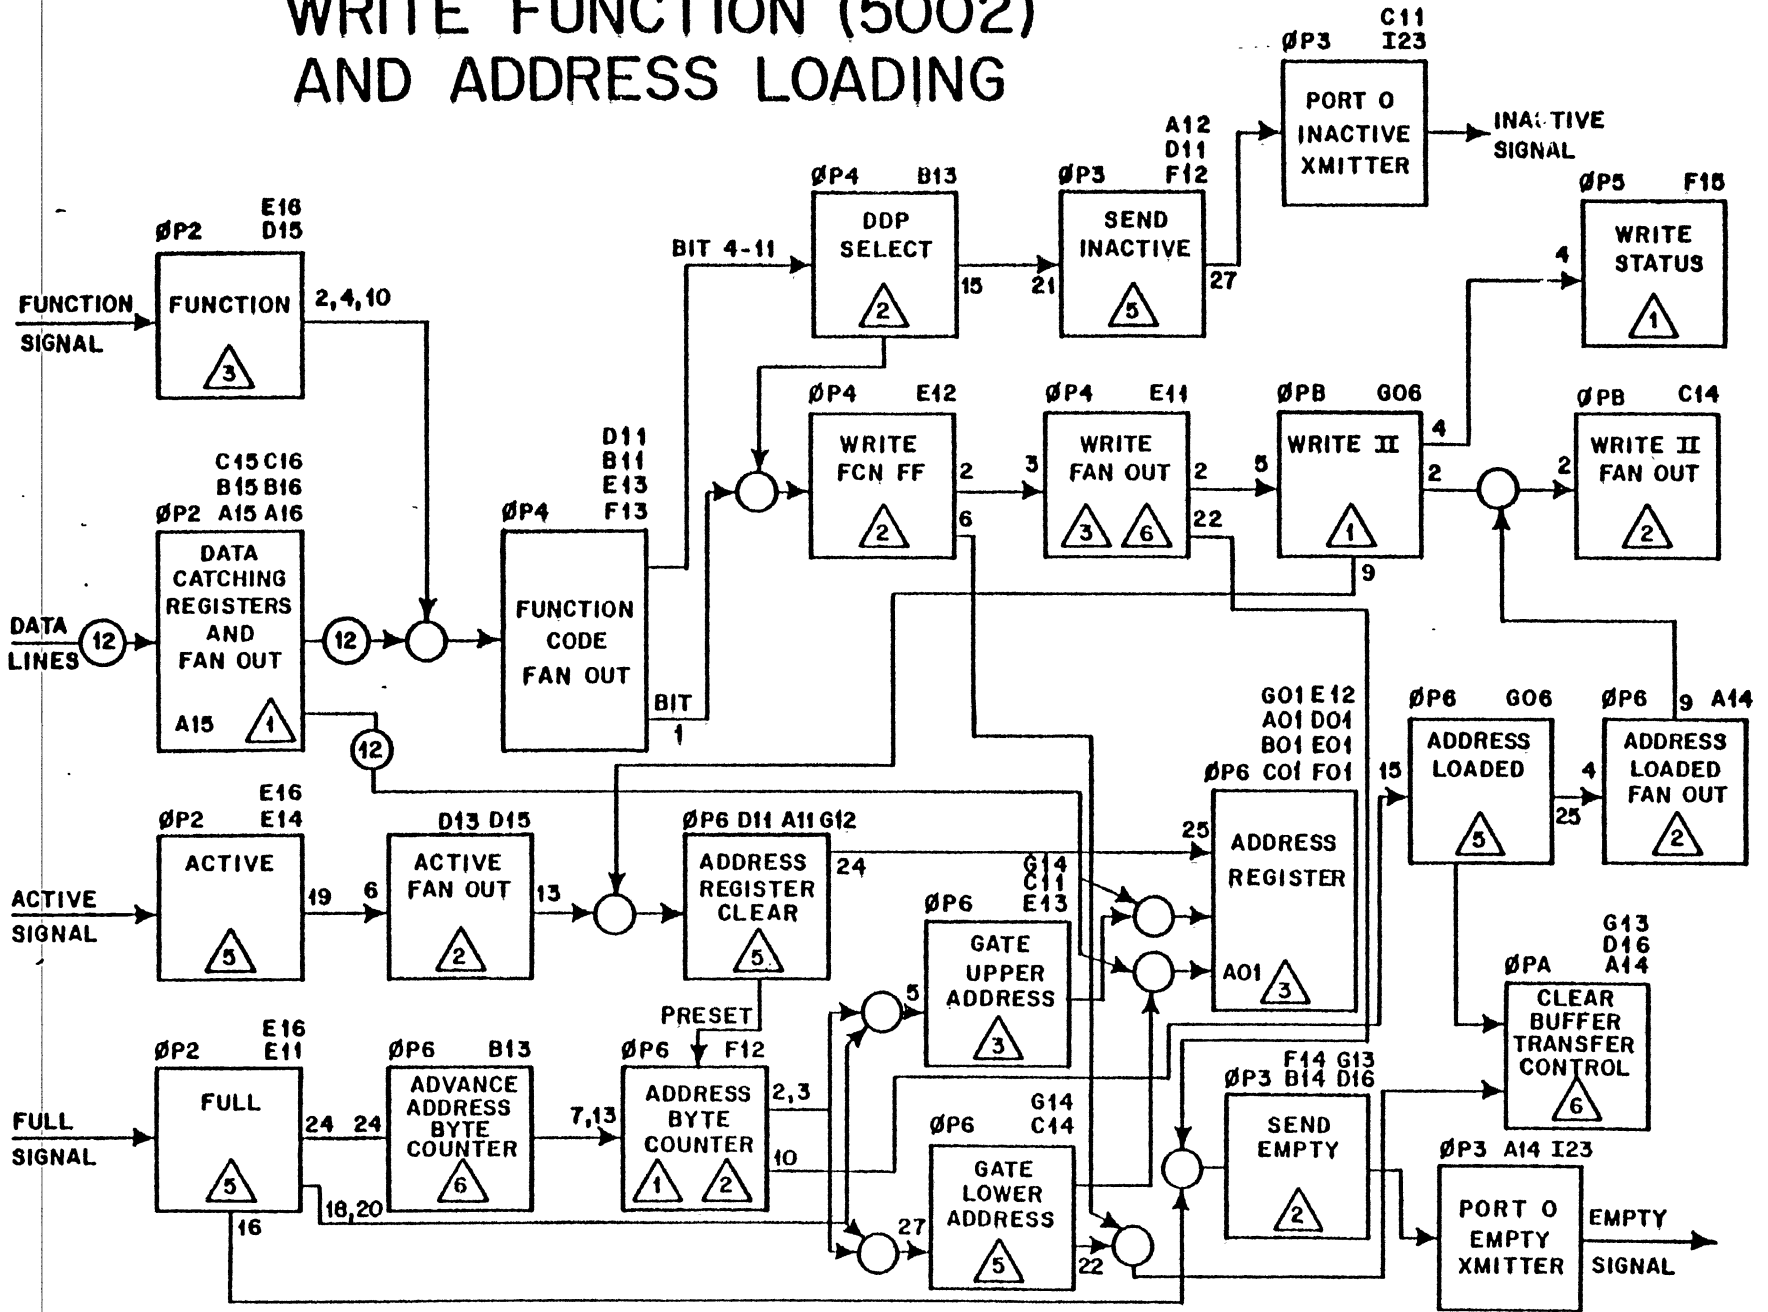 WRITE FUNCTION (5002)
AND ADDRESS LOADING
C11
ØP3 I23
PORT O
INACTIVE
XMITTER
INACTIVE
SIGNAL
E16
ØP2 D15
FUNCTION
3
FUNCTION
SIGNAL
2,4,10
BIT 4-11
ØP4 B13
DDP
SELECT
2
15
21
A12
D11
ØP3 F12
SEND
INACTIVE
5
27
ØP5 F15
WRITE
STATUS
1
4
C15 C16
B15 B16
ØP2 A15 A16
DATA
CATCHING
REGISTERS
AND
FAN OUT
A15
1
DATA
LINES
12
12
12
D11
B11
E13
ØP4 F13
FUNCTION
CODE
FAN OUT
BIT
1
ØP4 E12
WRITE
FCN FF
2
2
6
3
ØP4 E11
WRITE
FAN OUT
3 6
2
22
5
ØPB G06
WRITE II
1
4
2
9
2
ØPB C14
WRITE II
FAN OUT
2
E16
ØP2 E14
ACTIVE
5
ACTIVE
SIGNAL
19
6
D13 D15
ACTIVE
FAN OUT
2
13
ØP6 D11 A11 G12
ADDRESS
REGISTER
CLEAR
5
24
PRESET
G01 E12
A01 D01
B01 E01
ØP6 C01 F01
25
ADDRESS
REGISTER
A01
3
15
ØP6 G06
ADDRESS
LOADED
5
25
4
9
ØP6 A14
ADDRESS
LOADED
FAN OUT
2
G14
C11
ØP6 E13
5
GATE
UPPER
ADDRESS
3
G13
D16
ØPA A14
CLEAR
BUFFER
TRANSFER
CONTROL
6
E16
ØP2 E11
FULL
5
FULL
SIGNAL
24
24
18,20
16
ØP6 B13
ADVANCE
ADDRESS
BYTE
COUNTER
6
7,13
ØP6 F12
ADDRESS
BYTE
COUNTER
1 2
2,3
10
G14
ØP6 C14
27
GATE
LOWER
ADDRESS
5
22
F14 G13
ØP3 B14 D16
SEND
EMPTY
2
ØP3 A14 I23
PORT O
EMPTY
XMITTER
EMPTY
SIGNAL